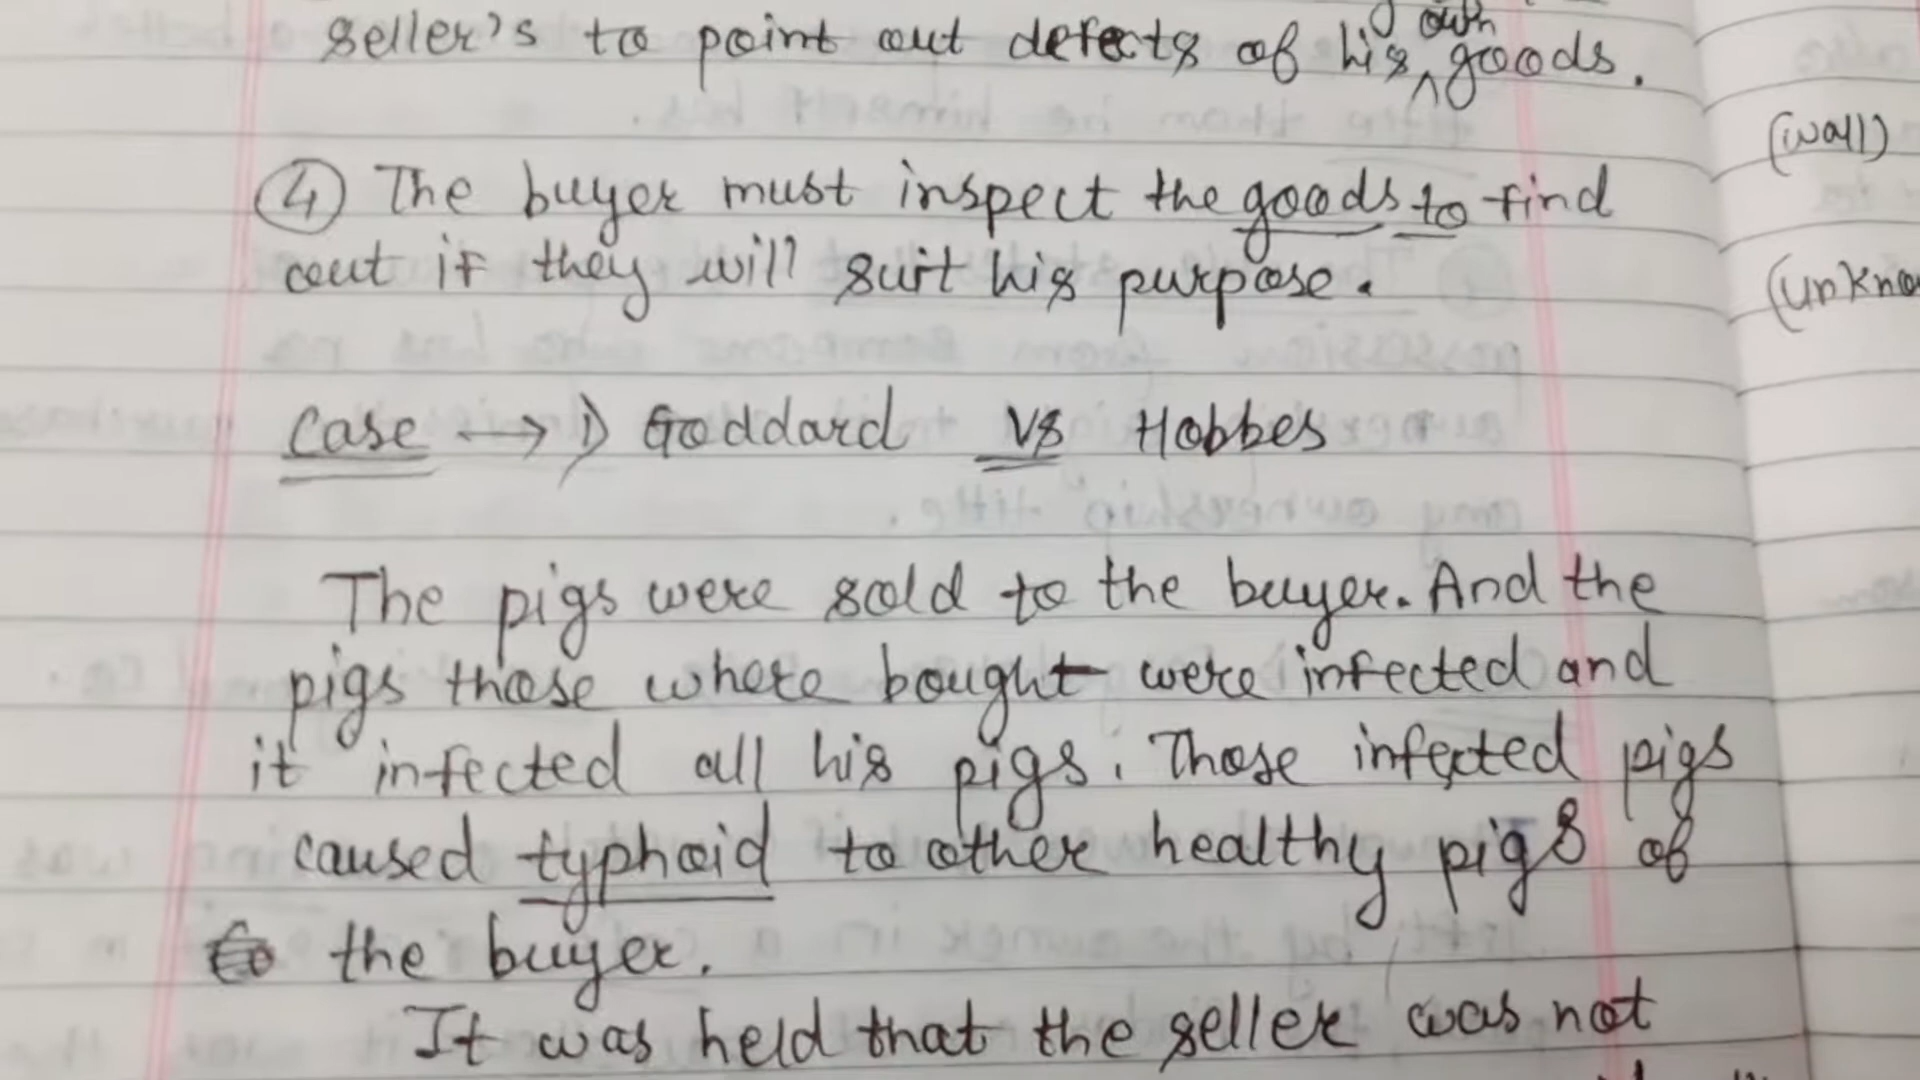 seller's to point out defects of his own goods.
(wall)
④ The buyer must inspect the goods to find
out if they will suit his purpose.
Case → 1) Goddard vs Hobbes
The pigs were sold to the buyer. And the
pigs those where bought were infected and
it infected all his pigs. Those infected pigs
caused typhoid to other healthy pigs of
the buyer.
It was held that the seller was not